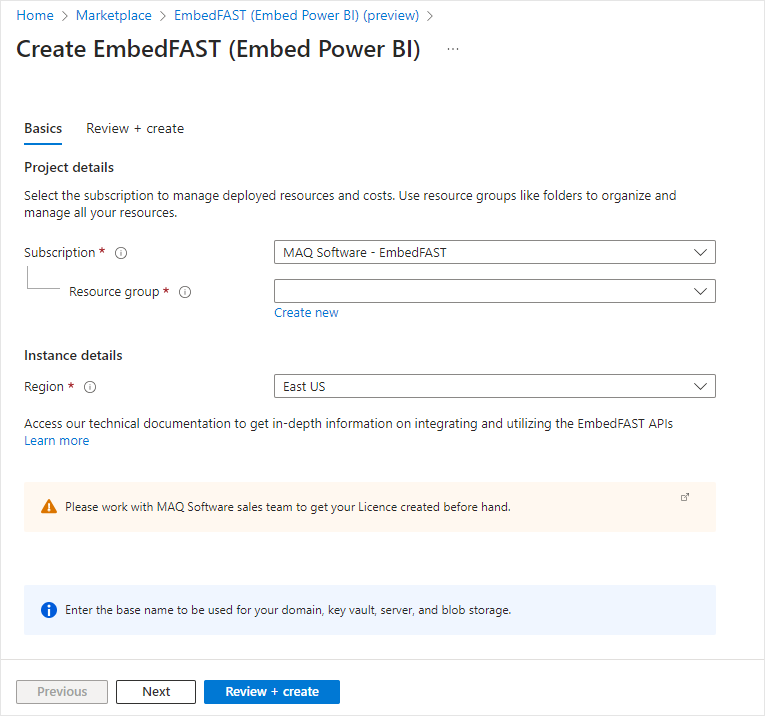 Home > Marketplace > EmbedFAST (Embed Power BI) (preview) >
Create EmbedFAST (Embed Power BI) ...
Basics Review + create
Project details
Select the subscription to manage deployed resources and costs. Use resource groups like folders to organize and
manage all your resources.
Subscription * MAQ Software - EmbedFAST
Resource group *
Create new
Instance details
Region * East US
Access our technical documentation to get in-depth information on integrating and utilizing the EmbedFAST APIs
Learn more
Please work with MAQ Software sales team to get your Licence created before hand.
Enter the base name to be used for your domain, key vault, server, and blob storage.
Previous Next Review + create